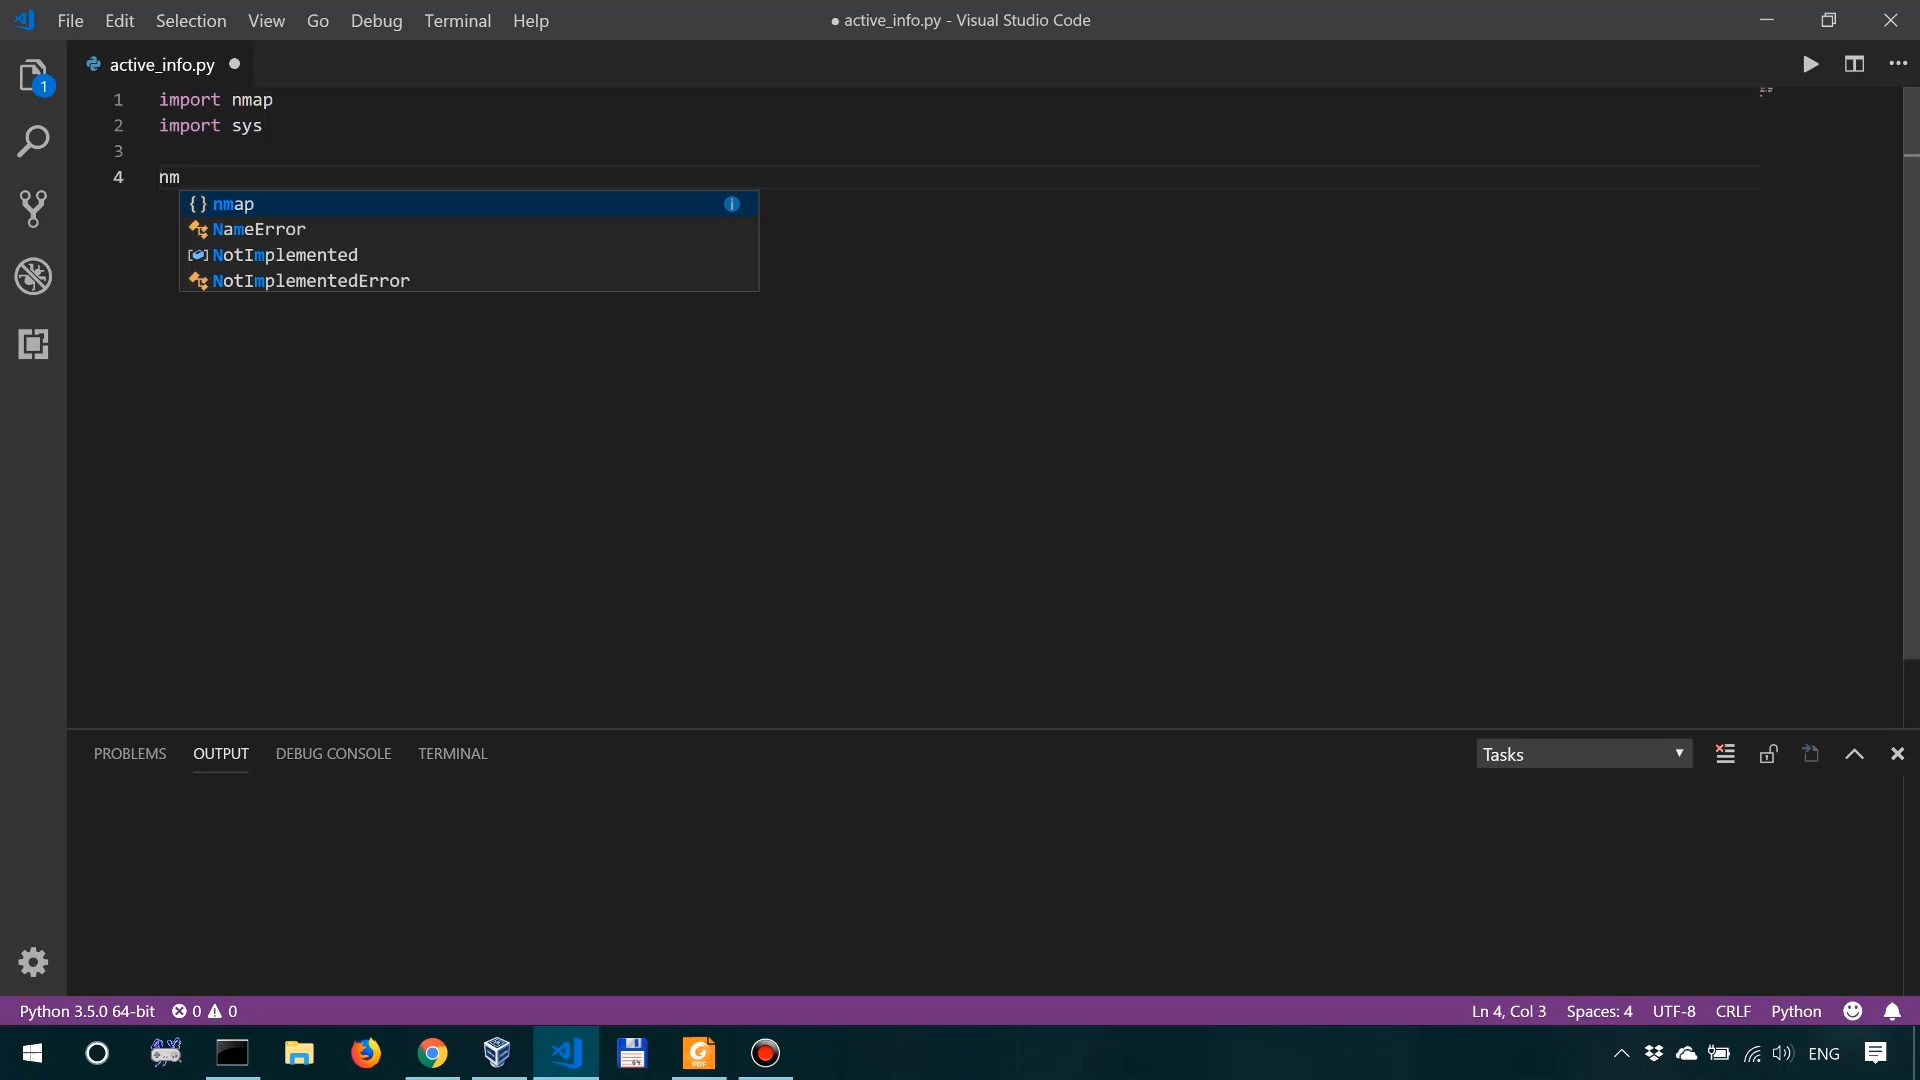 File Edit Selection View Go Debug Terminal Help
● active_info.py - Visual Studio Code
active_info.py
1
1 import nmap
2 import sys
3
4 nm
nmap
NameError
NotImplemented
NotImplementedError
PROBLEMS OUTPUT DEBUG CONSOLE TERMINAL
Tasks
Python 3.5.0 64-bit 0 0
Ln 4, Col 3 Spaces: 4 UTF-8 CRLF Python
ENG